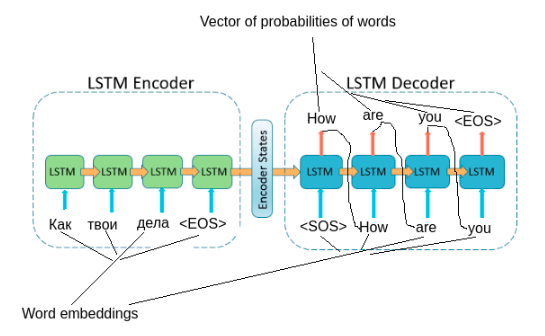 Vector of probabilities of words
LSTM Encoder
LSTM Decoder
How are you <EOS>
LSTM LSTM LSTM LSTM
Encoder States
LSTM LSTM LSTM LSTM
Как твои дела <EOS>
<SOS> How are you
Word embeddings